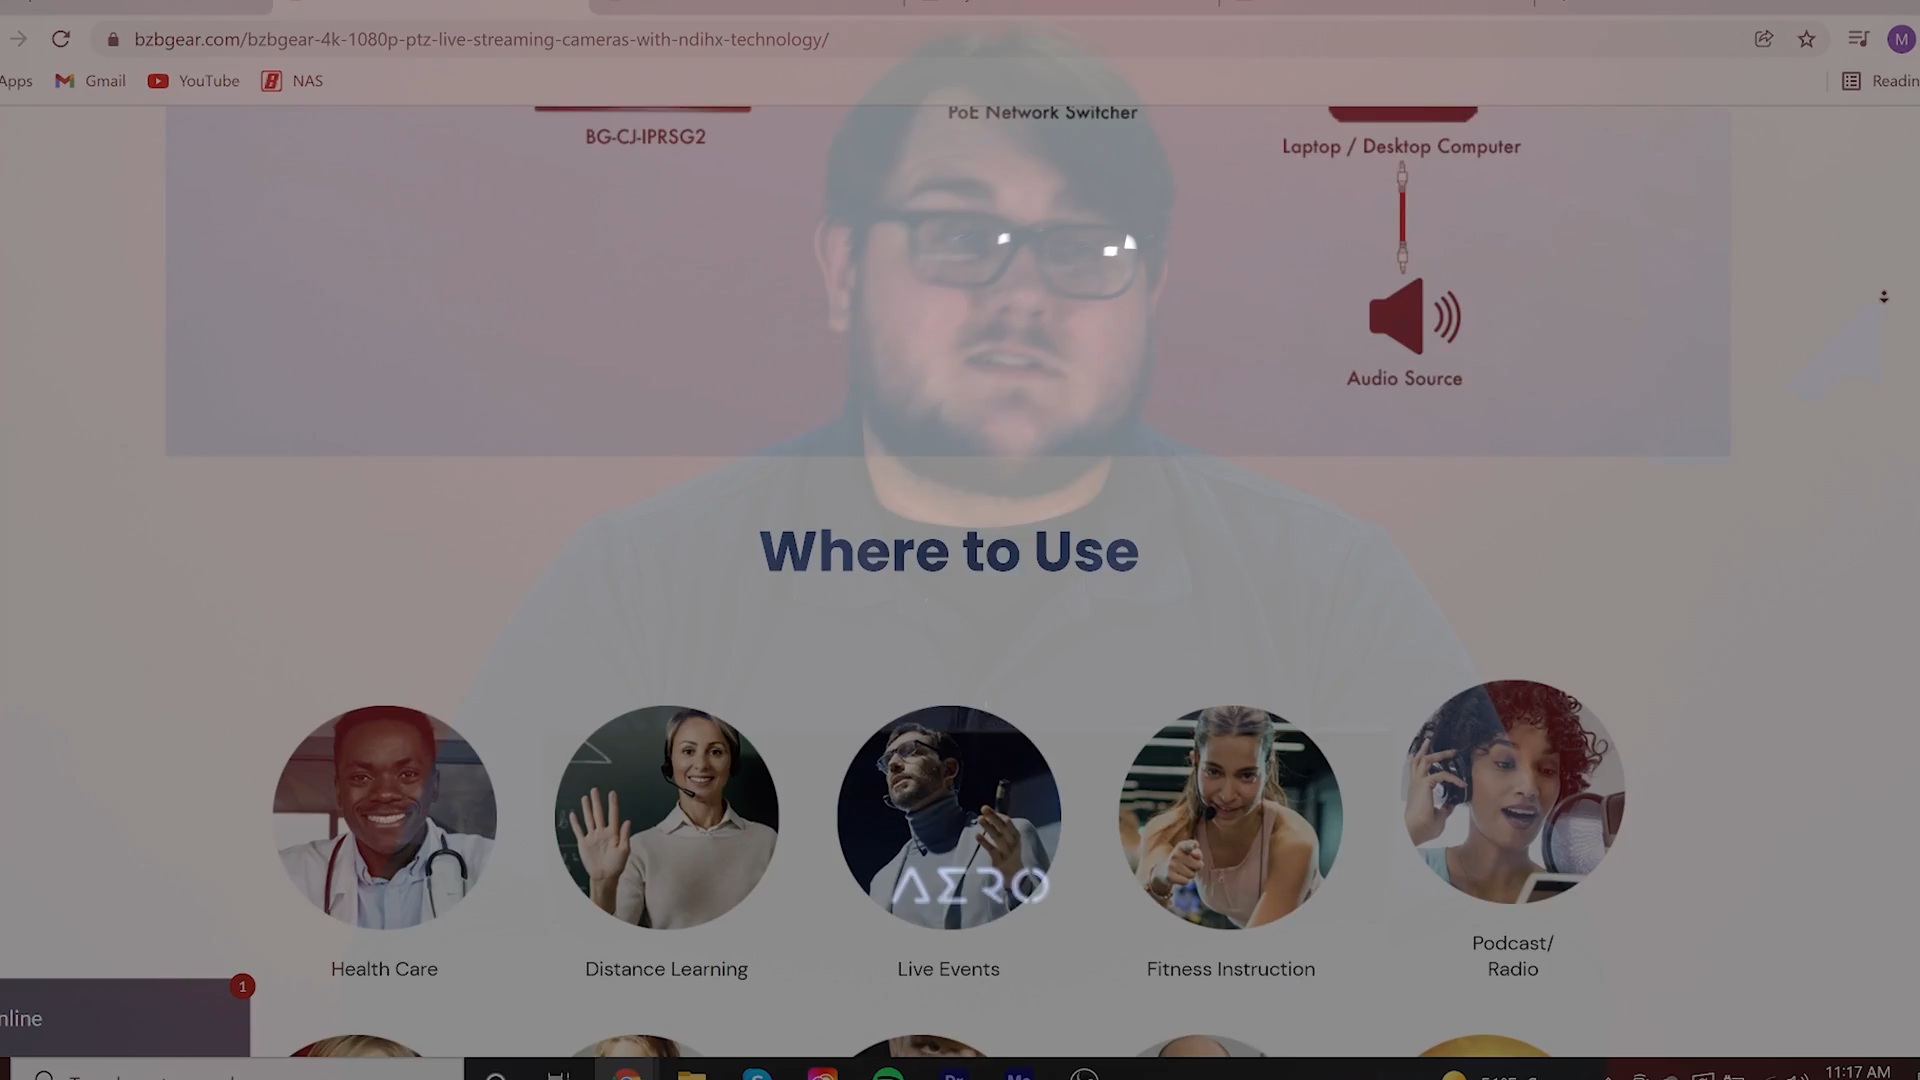 bzbgear.com/bzbgear-4k-1080p-ptz-live-streaming-cameras-with-ndihx-technology/
M
Apps
Gmail
YouTube
NAS
Readin
PoE Network Switcher
BG-CJ-IPRSG2
Laptop / Desktop Computer
Audio Source
Where to Use
AERO
Health Care
Distance Learning
Live Events
Fitness Instruction
Podcast/
Radio
1
nline
11:17 AM